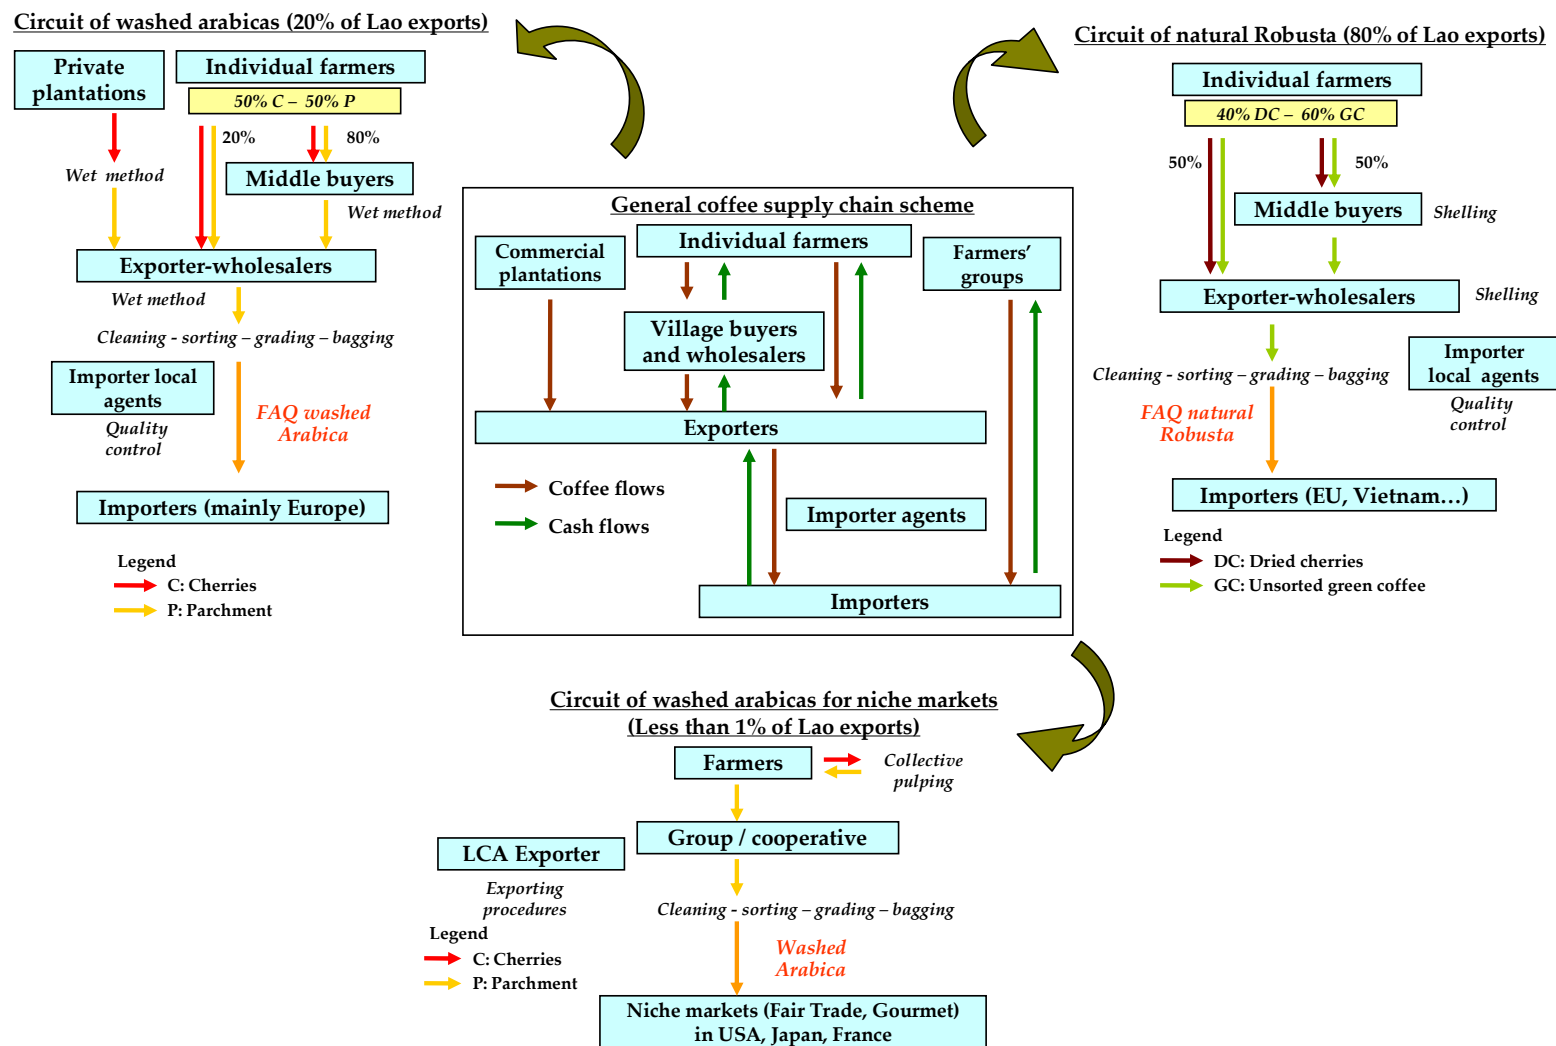 Circuit of washed arabicas (20% of Lao exports)
Private
plantations
Individual farmers
50% C – 50% P
20%
80%
Wet method
Middle buyers
Wet method
Exporter-wholesalers
Wet method
Cleaning - sorting – grading – bagging
Importer local
agents
Quality
control
FAQ washed
Arabica
Importers (mainly Europe)
Legend
C: Cherries
P: Parchment
General coffee supply chain scheme
Commercial
plantations
Individual farmers
Farmers’
groups
Village buyers
and wholesalers
Exporters
Coffee flows
Cash flows
Importer agents
Importers
Circuit of natural Robusta (80% of Lao exports)
Individual farmers
40% DC – 60% GC
50%
50%
Middle buyers
Shelling
Exporter-wholesalers
Shelling
Cleaning - sorting – grading – bagging
Importer
local agents
Quality
control
FAQ natural
Robusta
Importers (EU, Vietnam…)
Legend
DC: Dried cherries
GC: Unsorted green coffee
Circuit of washed arabicas for niche markets
(Less than 1% of Lao exports)
Farmers
Collective
pulping
Group / cooperative
LCA Exporter
Exporting
procedures
Cleaning - sorting – grading – bagging
Legend
C: Cherries
P: Parchment
Washed
Arabica
Niche markets (Fair Trade, Gourmet)
in USA, Japan, France